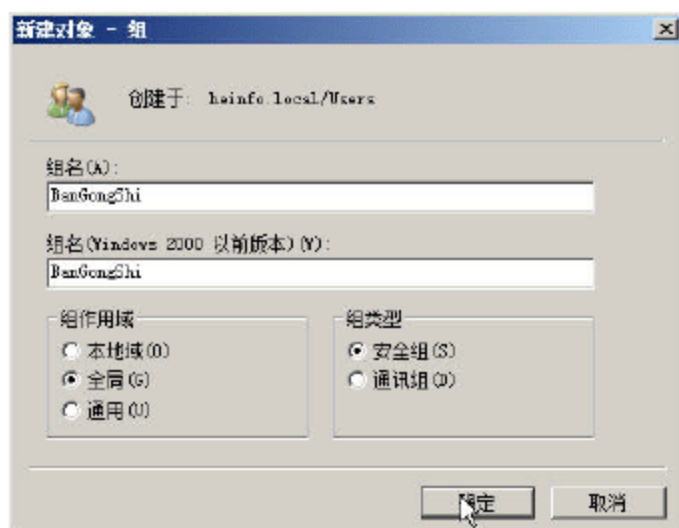 新建对象 - 组
创建于: heinfo.local/Users
组名(A):
BanGongShi
组名(Windows 2000 以前版本)(W):
BanGongShi
组作用域
本地域(O)
全局(G)
通用(U)
组类型
安全组(S)
通讯组(D)
确定
取消